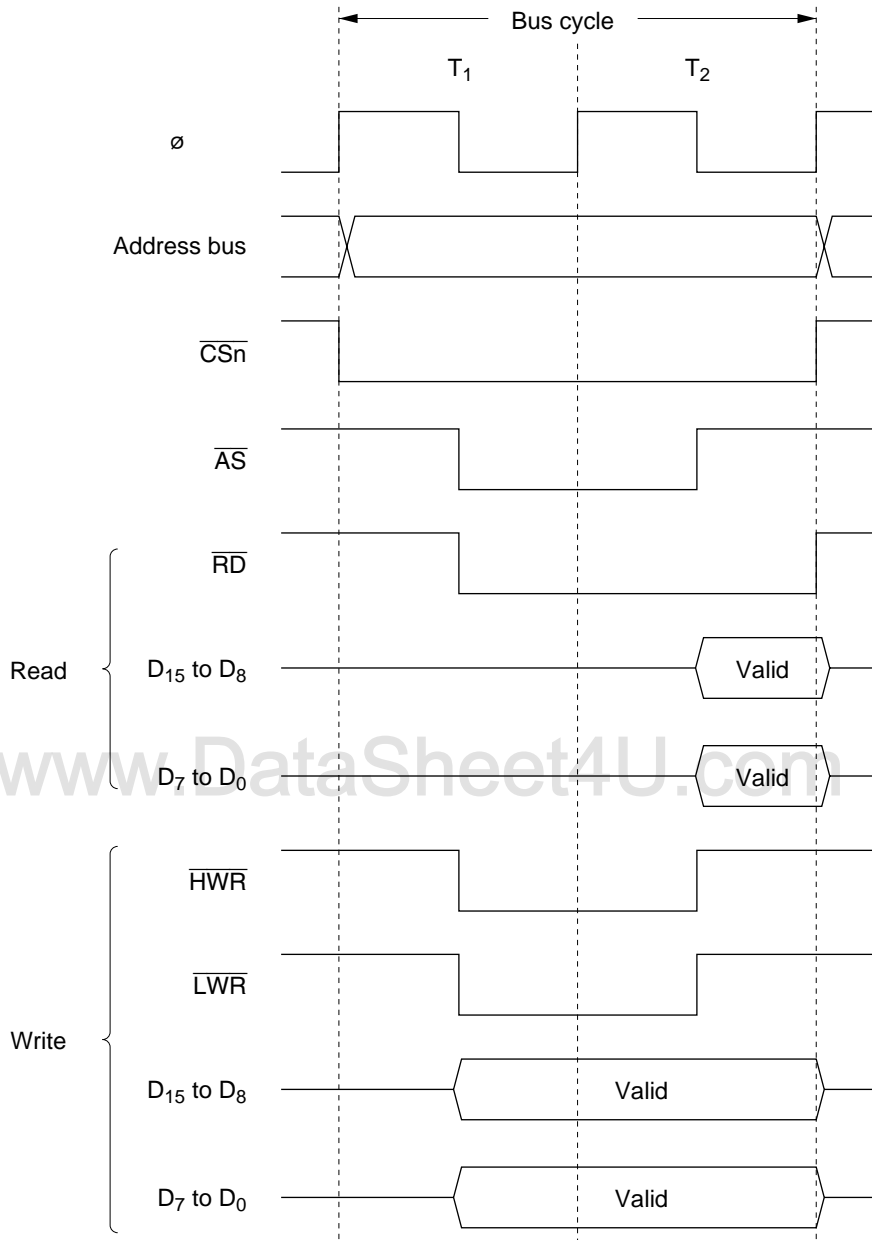 Bus cycle
T1 T2
ø
Address bus
CSn
AS
RD
Read
D15 to D8 Valid
www.DataSheet4U.com
D7 to D0 Valid
HWR
LWR
Write
D15 to D8 Valid
D7 to D0 Valid